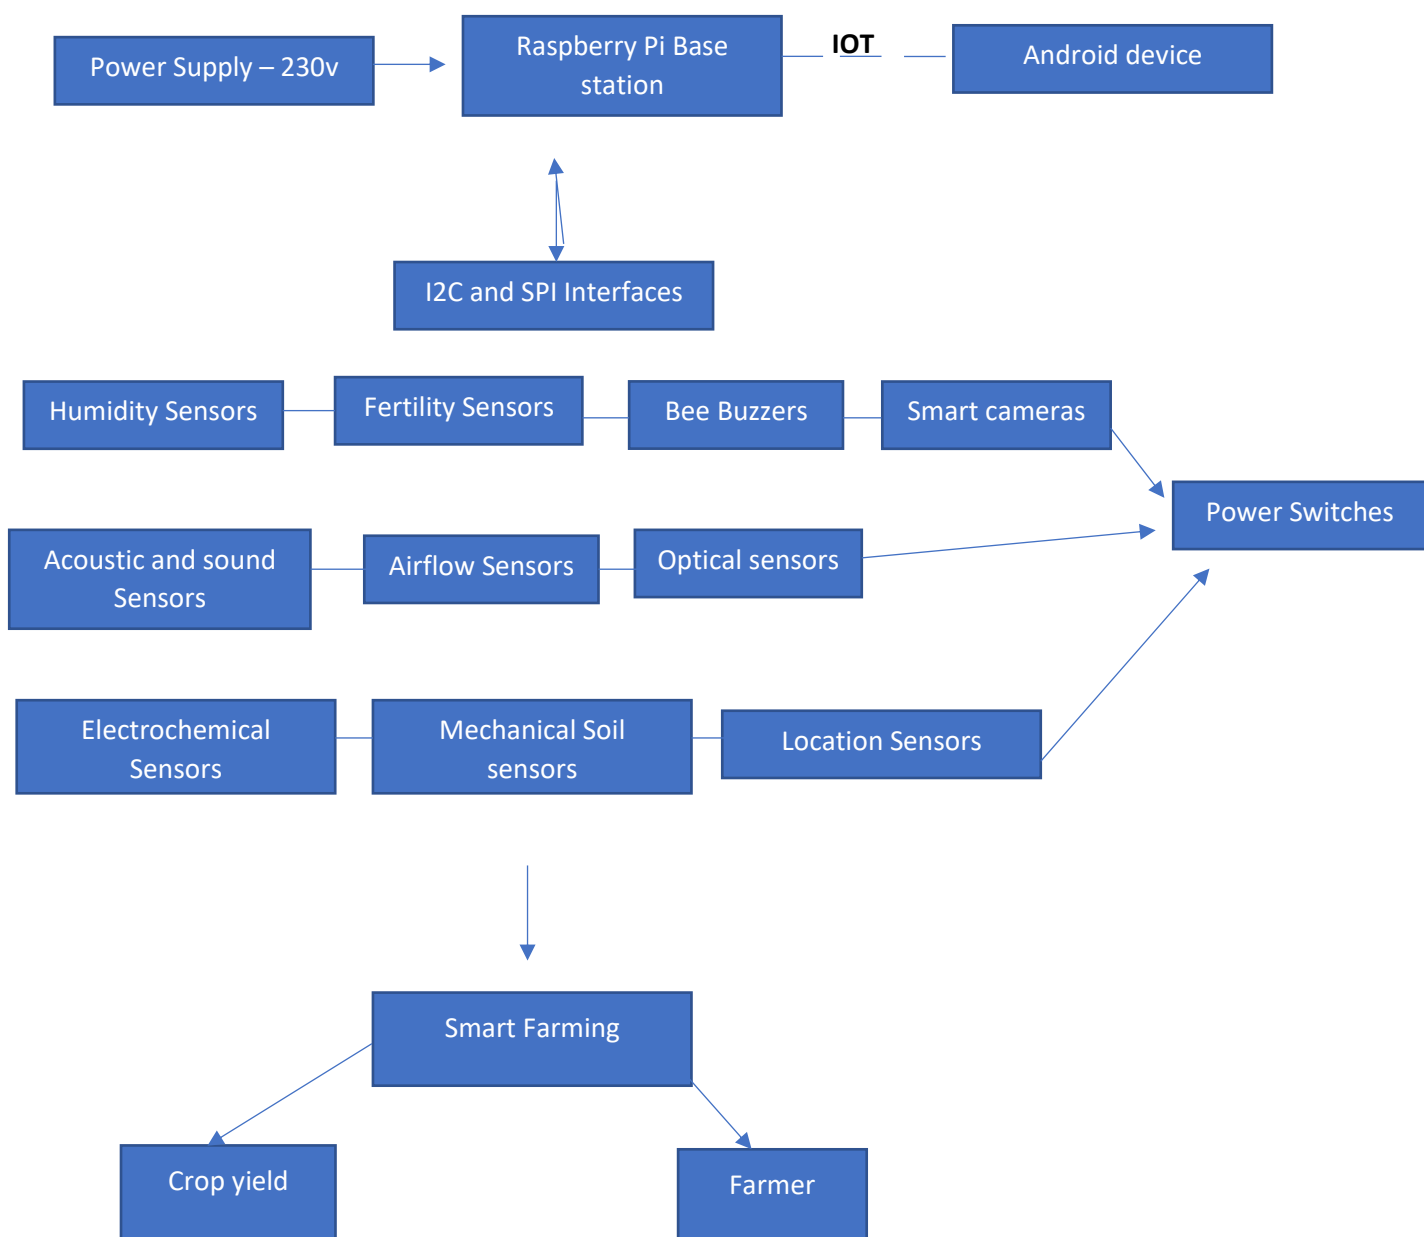 Power Supply – 230v
Raspberry Pi Base
station
IOT
Android device
I2C and SPI Interfaces
Humidity Sensors
Fertility Sensors
Bee Buzzers
Smart cameras
Power Switches
Acoustic and sound
Sensors
Airflow Sensors
Optical sensors
Electrochemical
Sensors
Mechanical Soil
sensors
Location Sensors
Smart Farming
Crop yield
Farmer